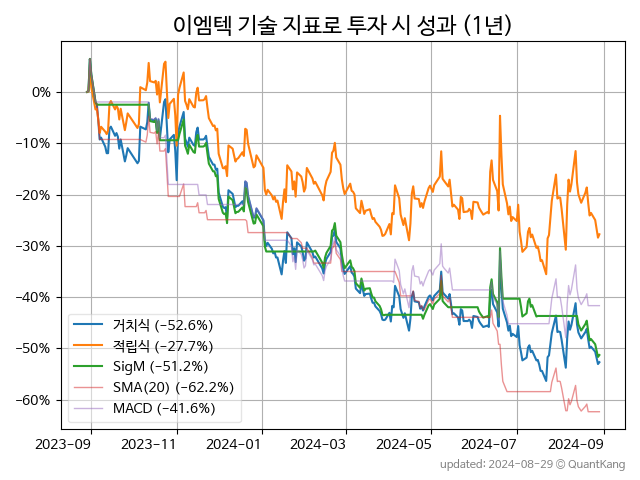 이엠텍 기술 지표로 투자 시 성과 (1년)
0%
−10%
−20%
−30%
−40%
−50%
−60%
거치식 (−52.6%)
적립식 (−27.7%)
SigM (−51.2%)
SMA(20) (−62.2%)
MACD (−41.6%)
2023−09 2023−11 2024−01 2024−03 2024−05 2024−07 2024−09
updated: 2024-08-29 © QuantKang